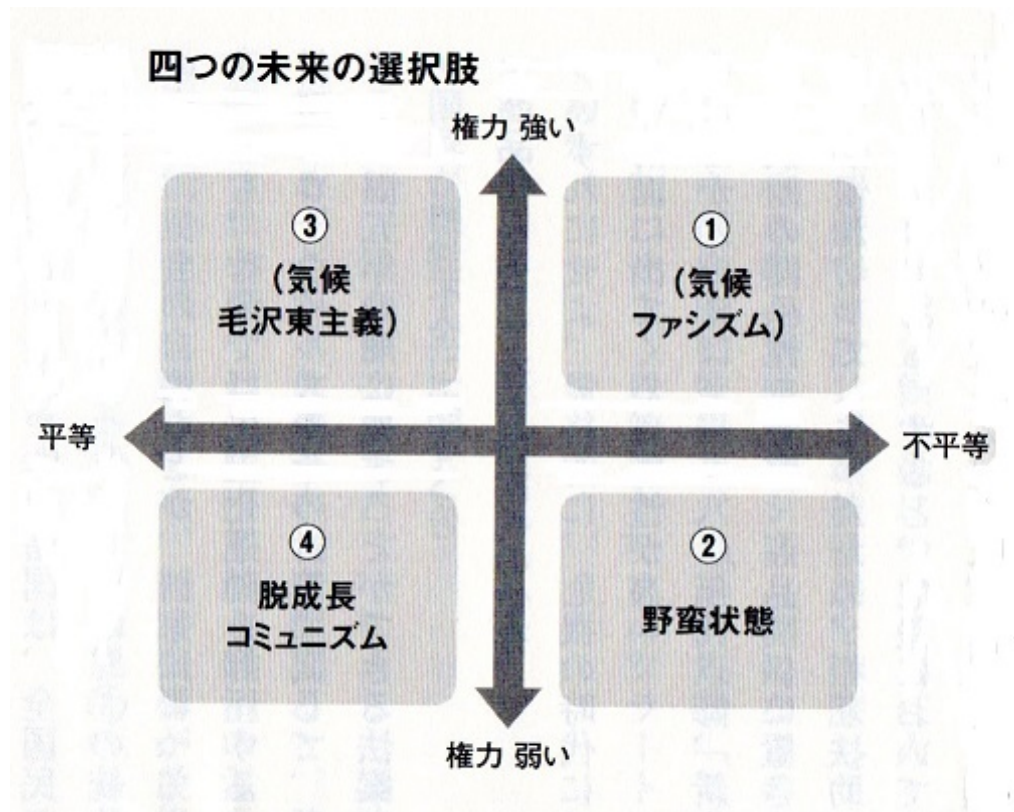 四つの未来の選択肢
権力 強い
③
(気候
毛沢東主義)
①
(気候
ファシズム)
平等
不平等
④
脱成長
コミュニズム
②
野蛮状態
権力 弱い